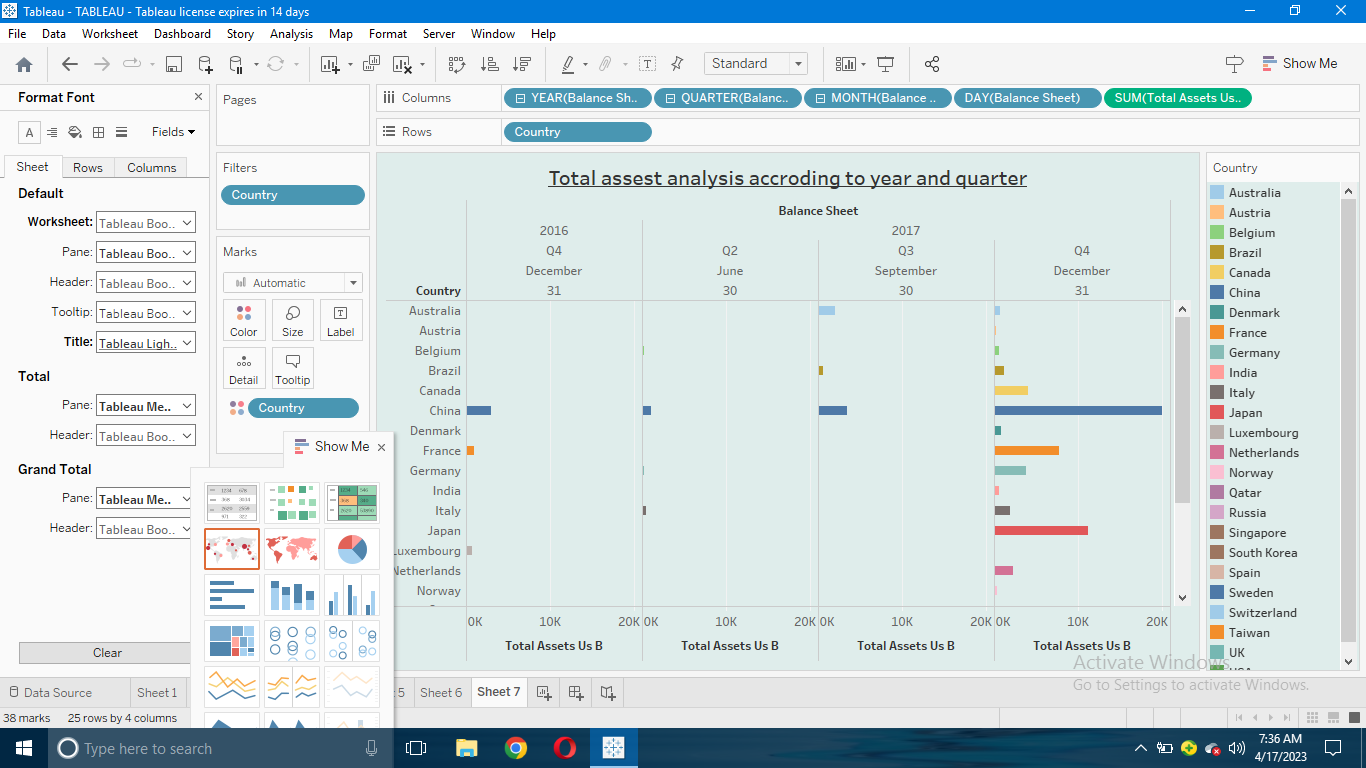 Tableau - TABLEAU - Tableau license expires in 14 days
File Data Worksheet Dashboard Story Analysis Map Format Server Window Help
Standard
Show Me
Format Font
Fields
Sheet Rows Columns
Default
Worksheet: Tableau Boo..
Pane: Tableau Boo..
Header: Tableau Boo..
Tooltip: Tableau Boo..
Title: Tableau Ligh..
Total
Pane: Tableau Me..
Header: Tableau Boo..
Grand Total
Pane: Tableau Me..
Header: Tableau Boo..
Clear
Pages
Filters
Country
Marks
Automatic
Color Size Label
Detail Tooltip
Country
Show Me
Columns YEAR(Balance Sh.. QUARTER(Balanc.. MONTH(Balance .. DAY(Balance Sheet) SUM(Total Assets Us..
Rows Country
Total assest analysis accroding to year and quarter
Balance Sheet
2016 2017
Q4 Q2 Q3 Q4
December June September December
Country 31 30 30 31
Australia
Austria
Belgium
Brazil
Canada
China
Denmark
France
Germany
India
Italy
Japan
Luxembourg
Netherlands
Norway
0K 10K 20K 0K 10K 20K 0K 10K 20K 0K 10K 20K
Total Assets Us B Total Assets Us B Total Assets Us B Total Assets Us B
Country
Australia
Austria
Belgium
Brazil
Canada
China
Denmark
France
Germany
India
Italy
Japan
Luxembourg
Netherlands
Norway
Qatar
Russia
Singapore
South Korea
Spain
Sweden
Switzerland
Taiwan
UK
Activate Windows
Go to Settings to activate Windows.
Data Source Sheet 1 5 Sheet 6 Sheet 7
38 marks 25 rows by 4 columns
Type here to search
7:36 AM
4/17/2023